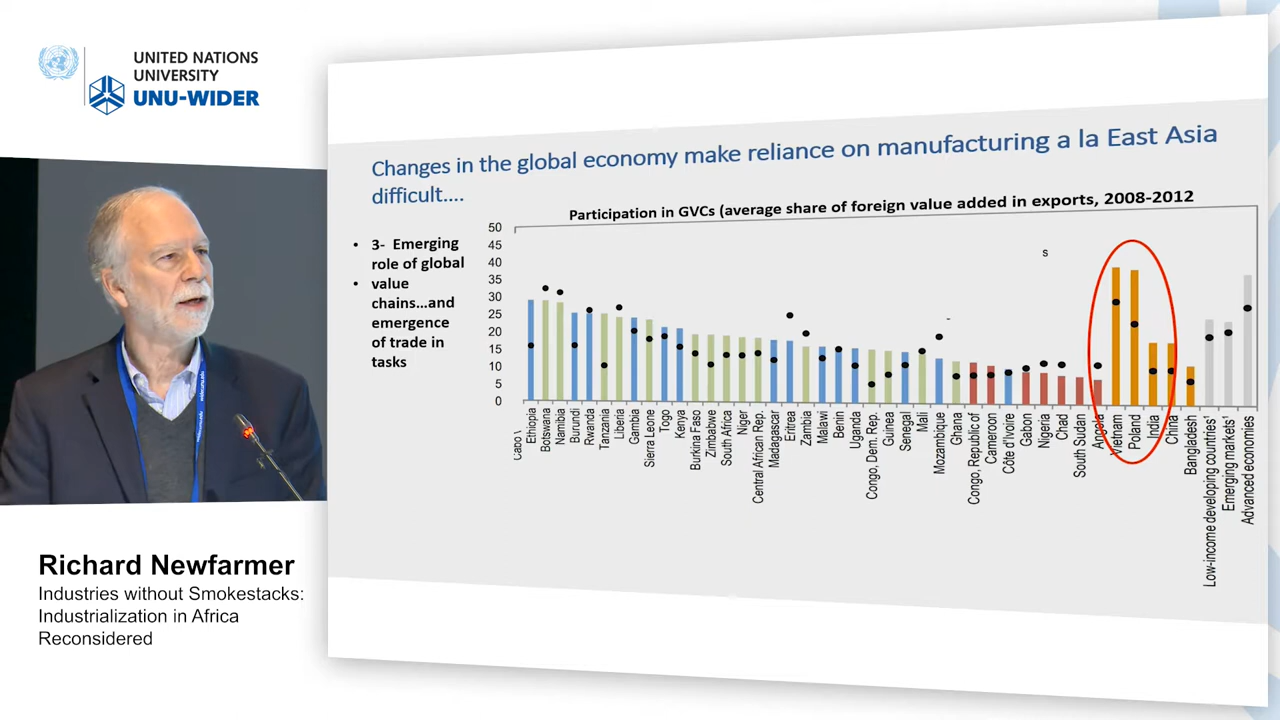 UNITED NATIONS
UNIVERSITY
UNU-WIDER
Changes in the global economy make reliance on manufacturing a la East Asia
difficult....
Participation in GVCs (average share of foreign value added in exports, 2008-2012
• 3- Emerging
role of global
• value
chains...and
emergence
of trade in
tasks
50
45
40
35
30
25
20
15
10
5
0
s
-
Ethiopia
Botswana
Namibia
Burundi
Rwanda
Tanzania
Liberia
Gambia
Sierra Leone
Togo
Kenya
Burkina Faso
Zimbabwe
South Africa
Niger
Central African Rep.
Madagascar
Eritrea
Zambia
Malawi
Benin
Uganda
Congo, Dem. Rep.
Guinea
Senegal
Mali
Mozambique
Ghana
Congo, Republic of
Cameroon
Côte d'Ivoire
Gabon
Nigeria
Chad
South Sudan
Angola
Vietnam
Poland
India
China
Bangladesh
Low-income developing countries¹
Emerging markets¹
Advanced economies
Richard Newfarmer
Industries without Smokestacks:
Industrialization in Africa
Reconsidered